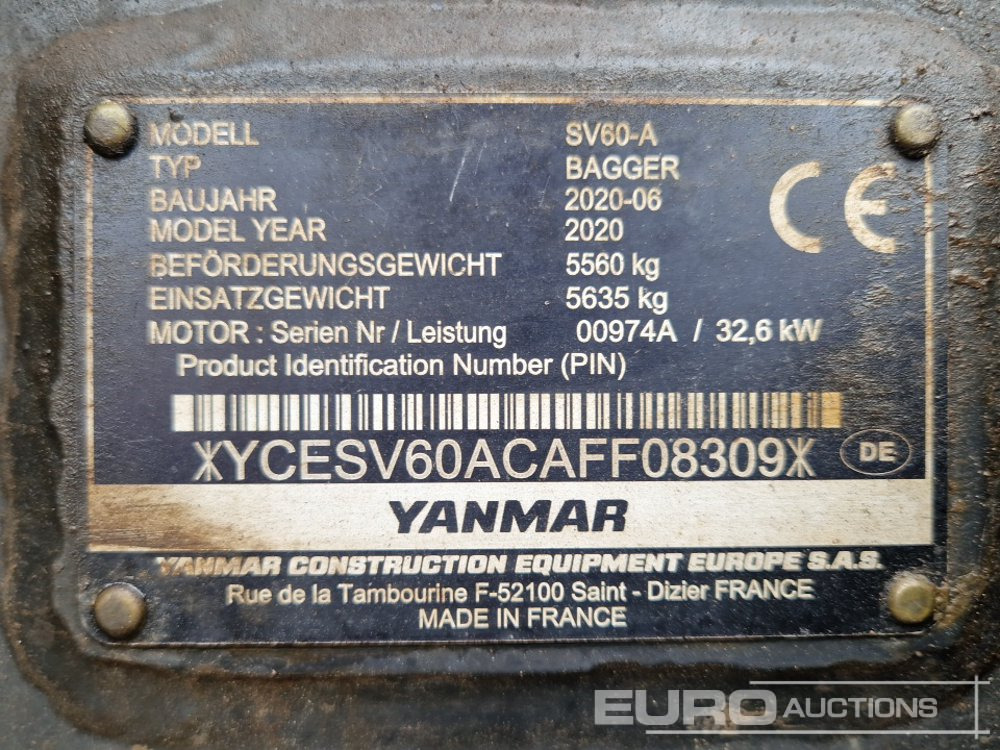 MODELL SV60-A
TYP BAGGER
BAUJAHR 2020-06
MODEL YEAR 2020
BEFÖRDERUNGSGEWICHT 5560 kg
EINSATZGEWICHT 5635 kg
MOTOR : Serien Nr / Leistung 00974A / 32,6 kW
Product Identification Number (PIN)
CE
*YCESV60ACAFF08309*
DE
YANMAR
YANMAR CONSTRUCTION EQUIPMENT EUROPE S.A.S.
Rue de la Tambourine F-52100 Saint - Dizier FRANCE
MADE IN FRANCE
EURO AUCTIONS